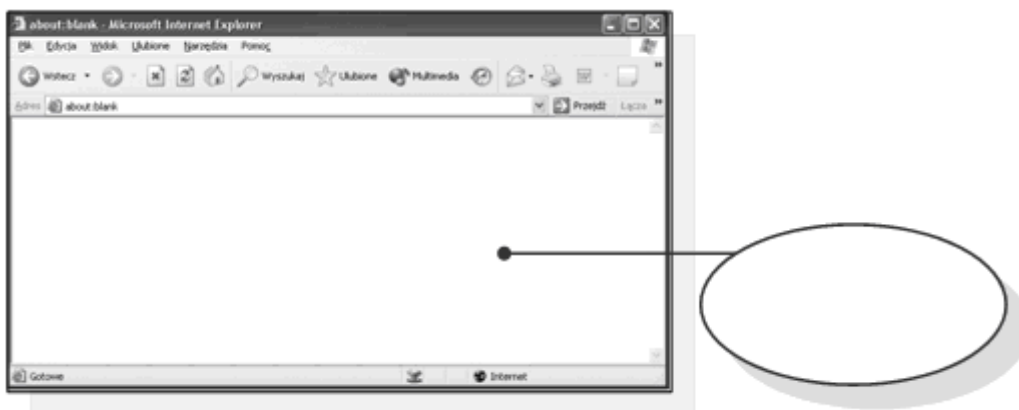 about:blank - Microsoft Internet Explorer
Plik Edycja Widok Ulubione Narzędzia Pomoc
Wstecz Wyszukaj Ulubione Multimedia
Adres about:blank Przejdź Łącza
Gotowe Internet